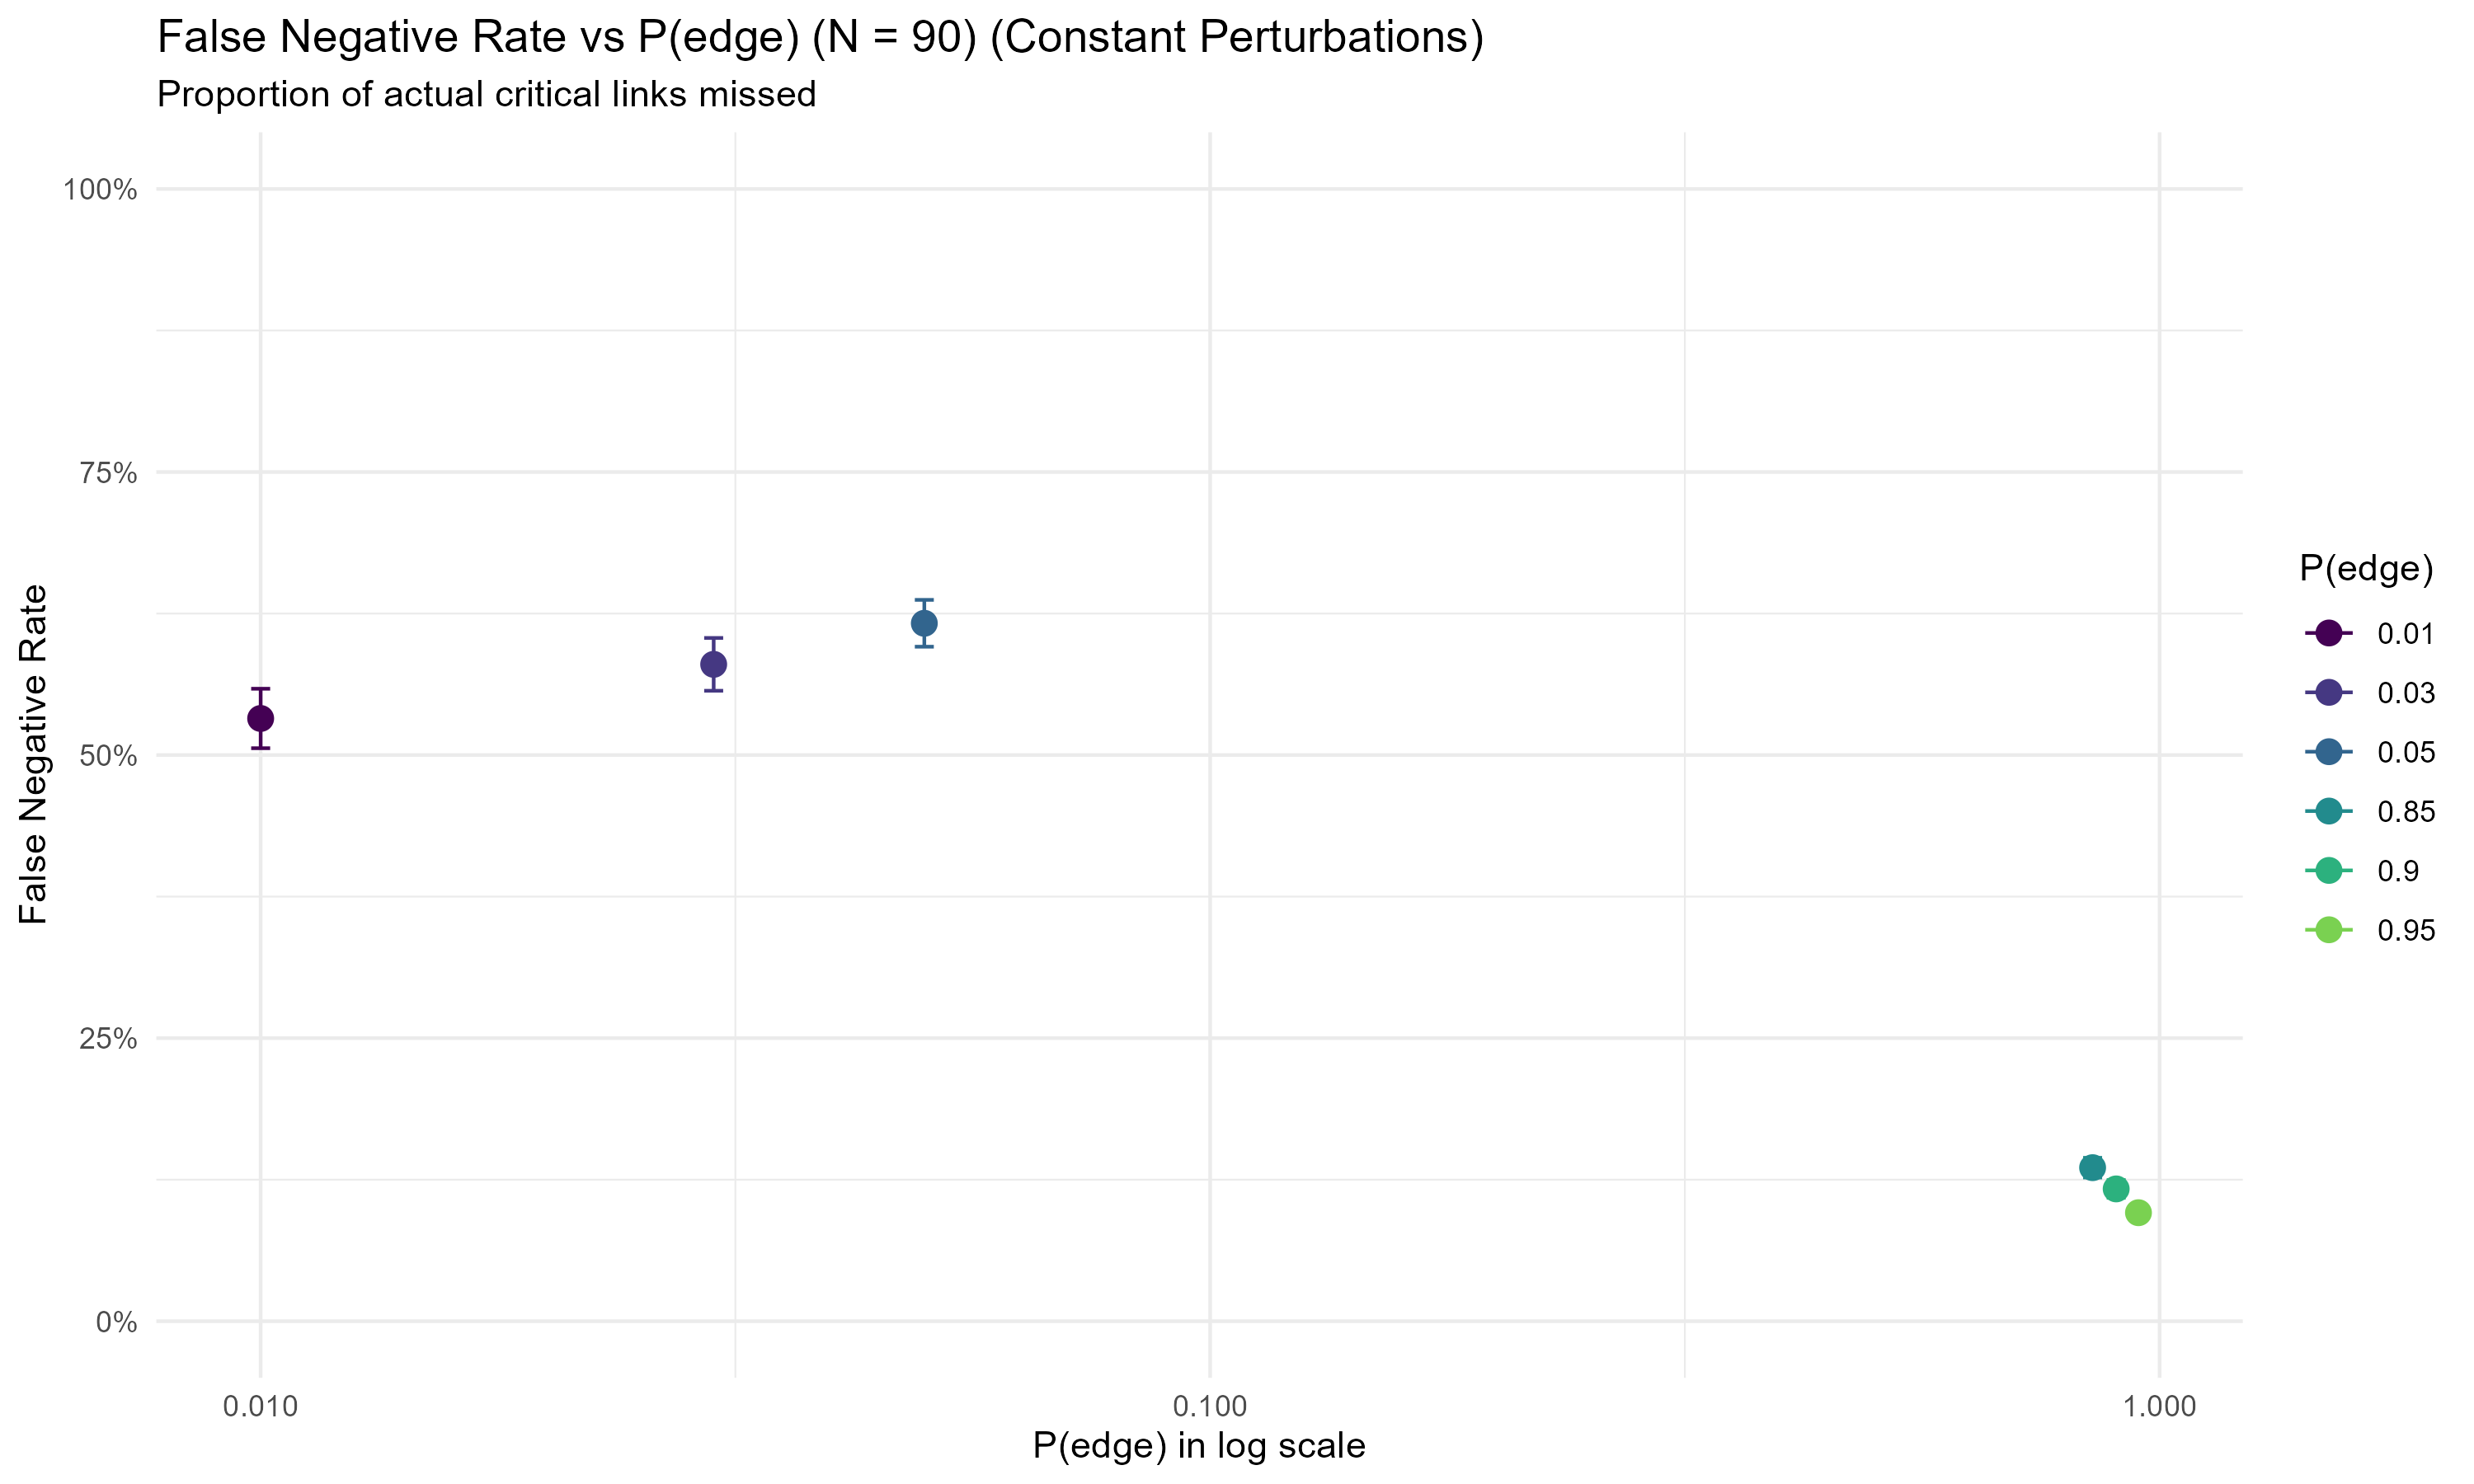 False Negative Rate vs P(edge) (N = 90) (Constant Perturbations)
Proportion of actual critical links missed
False Negative Rate
100%
75%
50%
25%
0%
0.010
0.100
1.000
P(edge) in log scale
P(edge)
0.01
0.03
0.05
0.85
0.9
0.95